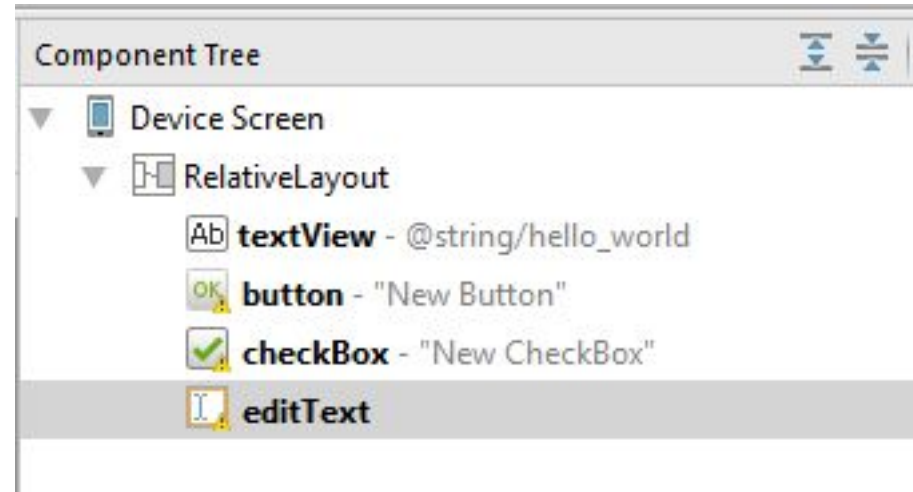 Component Tree
Device Screen
RelativeLayout
Ab textView - @string/hello_world
OK button - "New Button"
checkBox - "New CheckBox"
editText